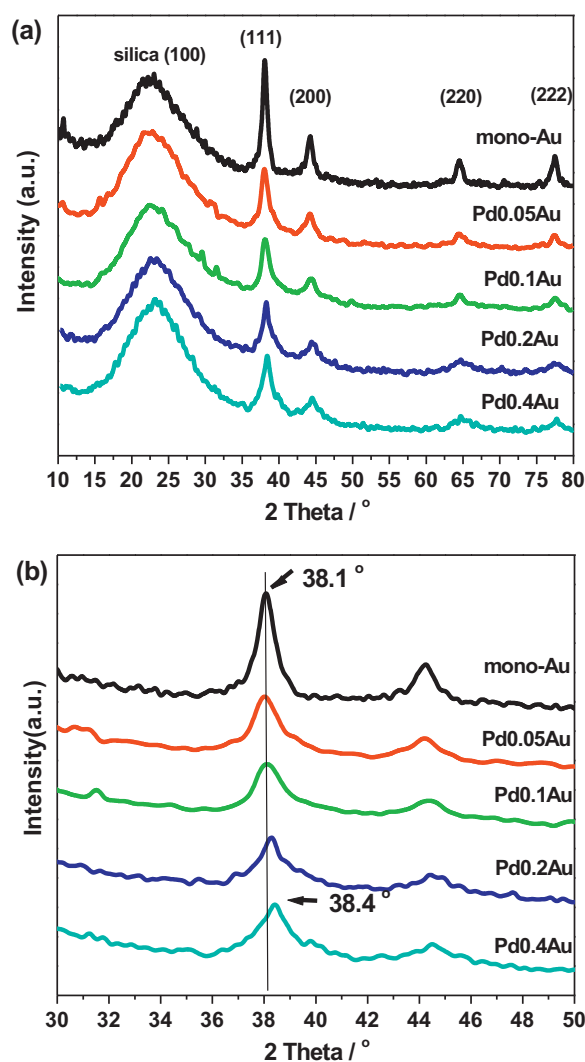 (a)
silica (100)
(111)
(200)
(220)
(222)
mono-Au
Pd0.05Au
Pd0.1Au
Pd0.2Au
Pd0.4Au
Intensity (a.u.)
10 15 20 25 30 35 40 45 50 55 60 65 70 75 80
2 Theta / °
(b)
38.1 °
mono-Au
Pd0.05Au
Pd0.1Au
Pd0.2Au
38.4 °
Pd0.4Au
Intensity(a.u.)
30 32 34 36 38 40 42 44 46 48 50
2 Theta / °